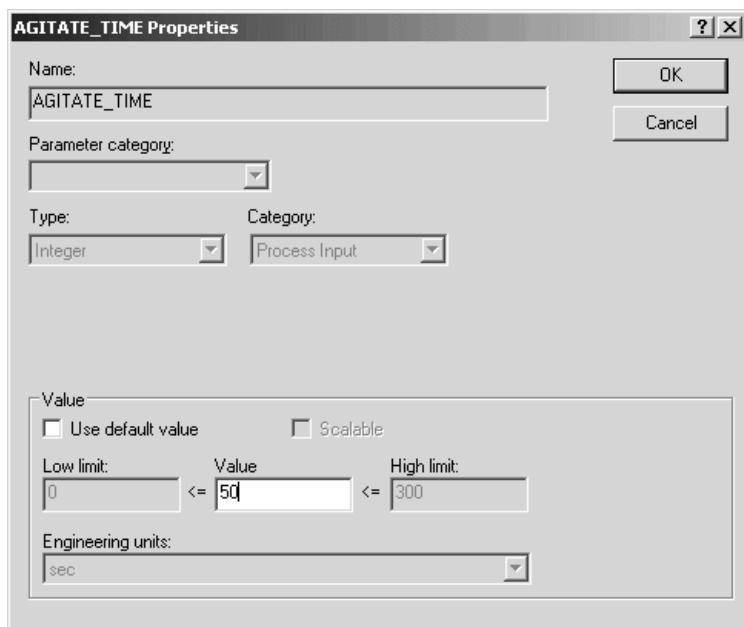 AGITATE_TIME Properties
Name:
OK
AGITATE_TIME
Cancel
Parameter category:
Type: Category:
Integer Process Input
Value
Use default value Scalable
Low limit: Value High limit:
0 <= 50 <= 300
Engineering units:
sec